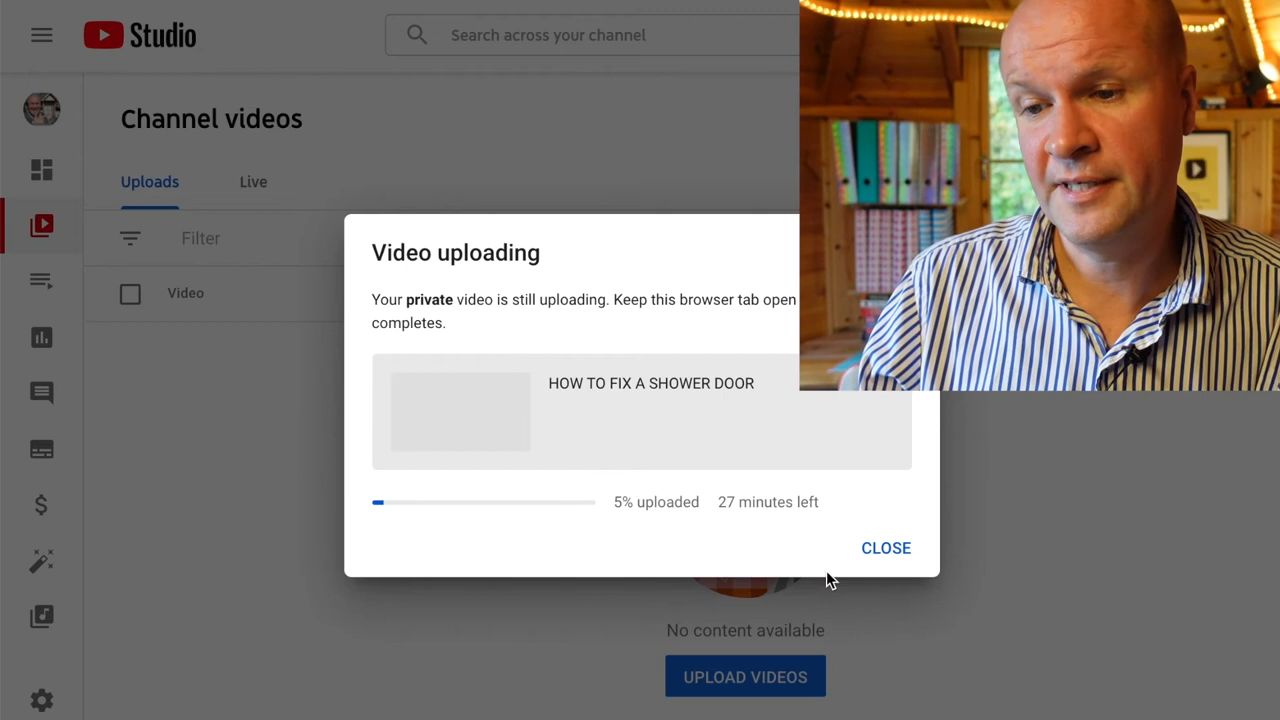 Studio
Search across your channel
Channel videos
Uploads
Live
Filter
Video
Video uploading
Your private video is still uploading. Keep this browser tab open
completes.
HOW TO FIX A SHOWER DOOR
5% uploaded
27 minutes left
CLOSE
No content available
UPLOAD VIDEOS